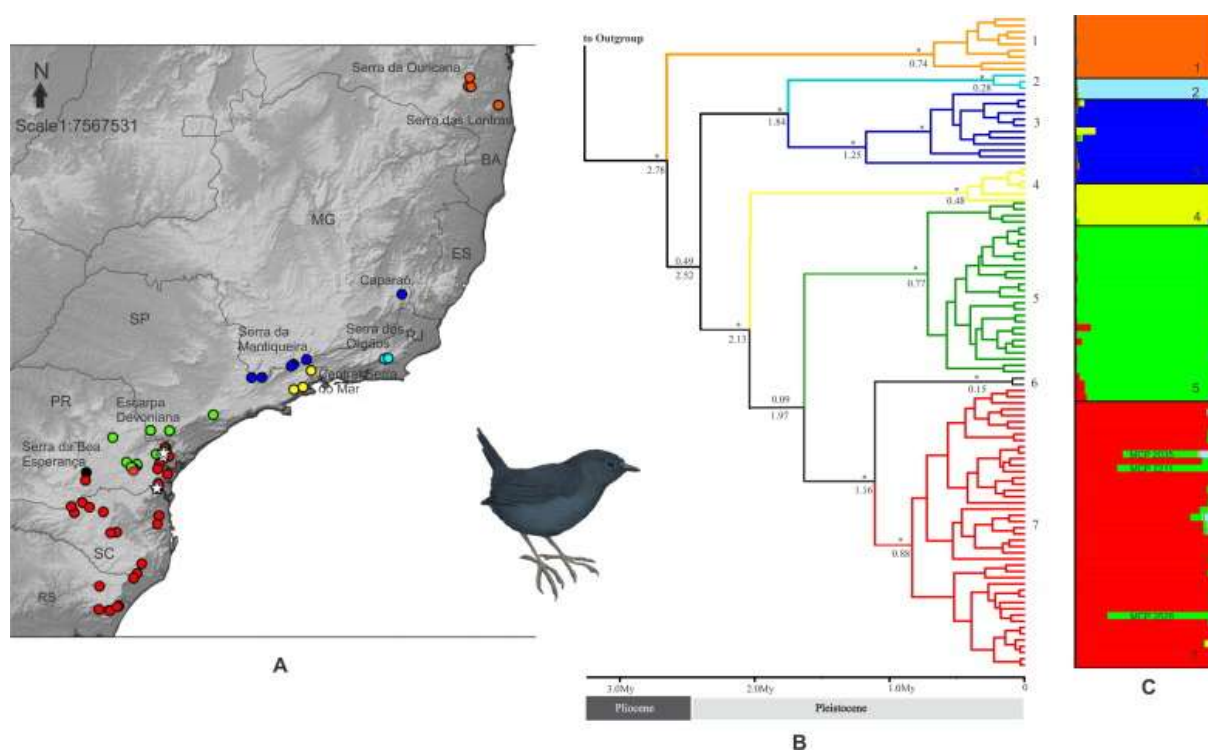 N
Scale1:7567531
Serra da Ouricana
Serra das Lontras
BA
MG
ES
Caparaó
SP
Serra da
Mantiqueira
Serra dos
Orgãos
RJ
Central Serra
do Mar
PR
Escarpa
Devoniana
Serra da Boa
Esperança
SC
RS
A
to Outgroup
*
0.74
1
*
0.28
2
*
1.84
3
*
1.25
*
*
2.76
*
0.48
4
0.49
2.52
*
0.77
5
*
2.13
*
0.15
6
0.09
1.97
*
1.16
7
*
0.88
3.0My
2.0My
1.0My
0
Pliocene
Pleistocene
B
1
2
3
4
5
7
C